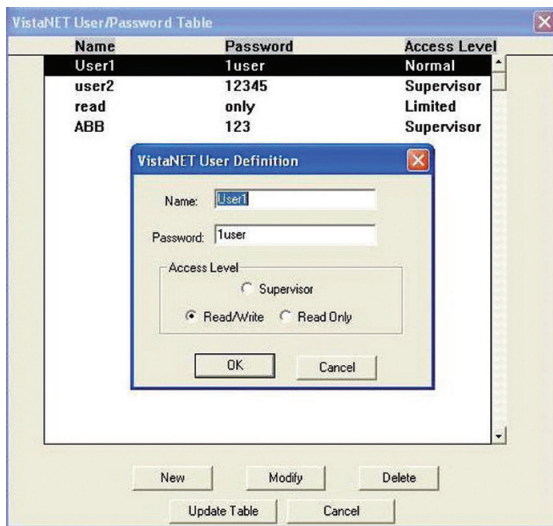 VistaNET User/Password Table
Name Password Access Level
User1 1user Normal
user2 12345 Supervisor
read only Limited
ABB 123 Supervisor
VistaNET User Definition
Name: User1
Password: 1user
Access Level
Supervisor
Read/Write Read Only
OK Cancel
New Modify Delete
Update Table Cancel